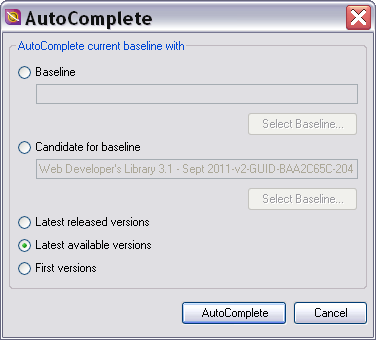 AutoComplete
AutoComplete current baseline with
Baseline
Select Baseline...
Candidate for baseline
Web Developer's Library 3.1 - Sept 2011-v2-GUID-BAA2C65C-204
Select Baseline...
Latest released versions
Latest available versions
First versions
AutoComplete Cancel